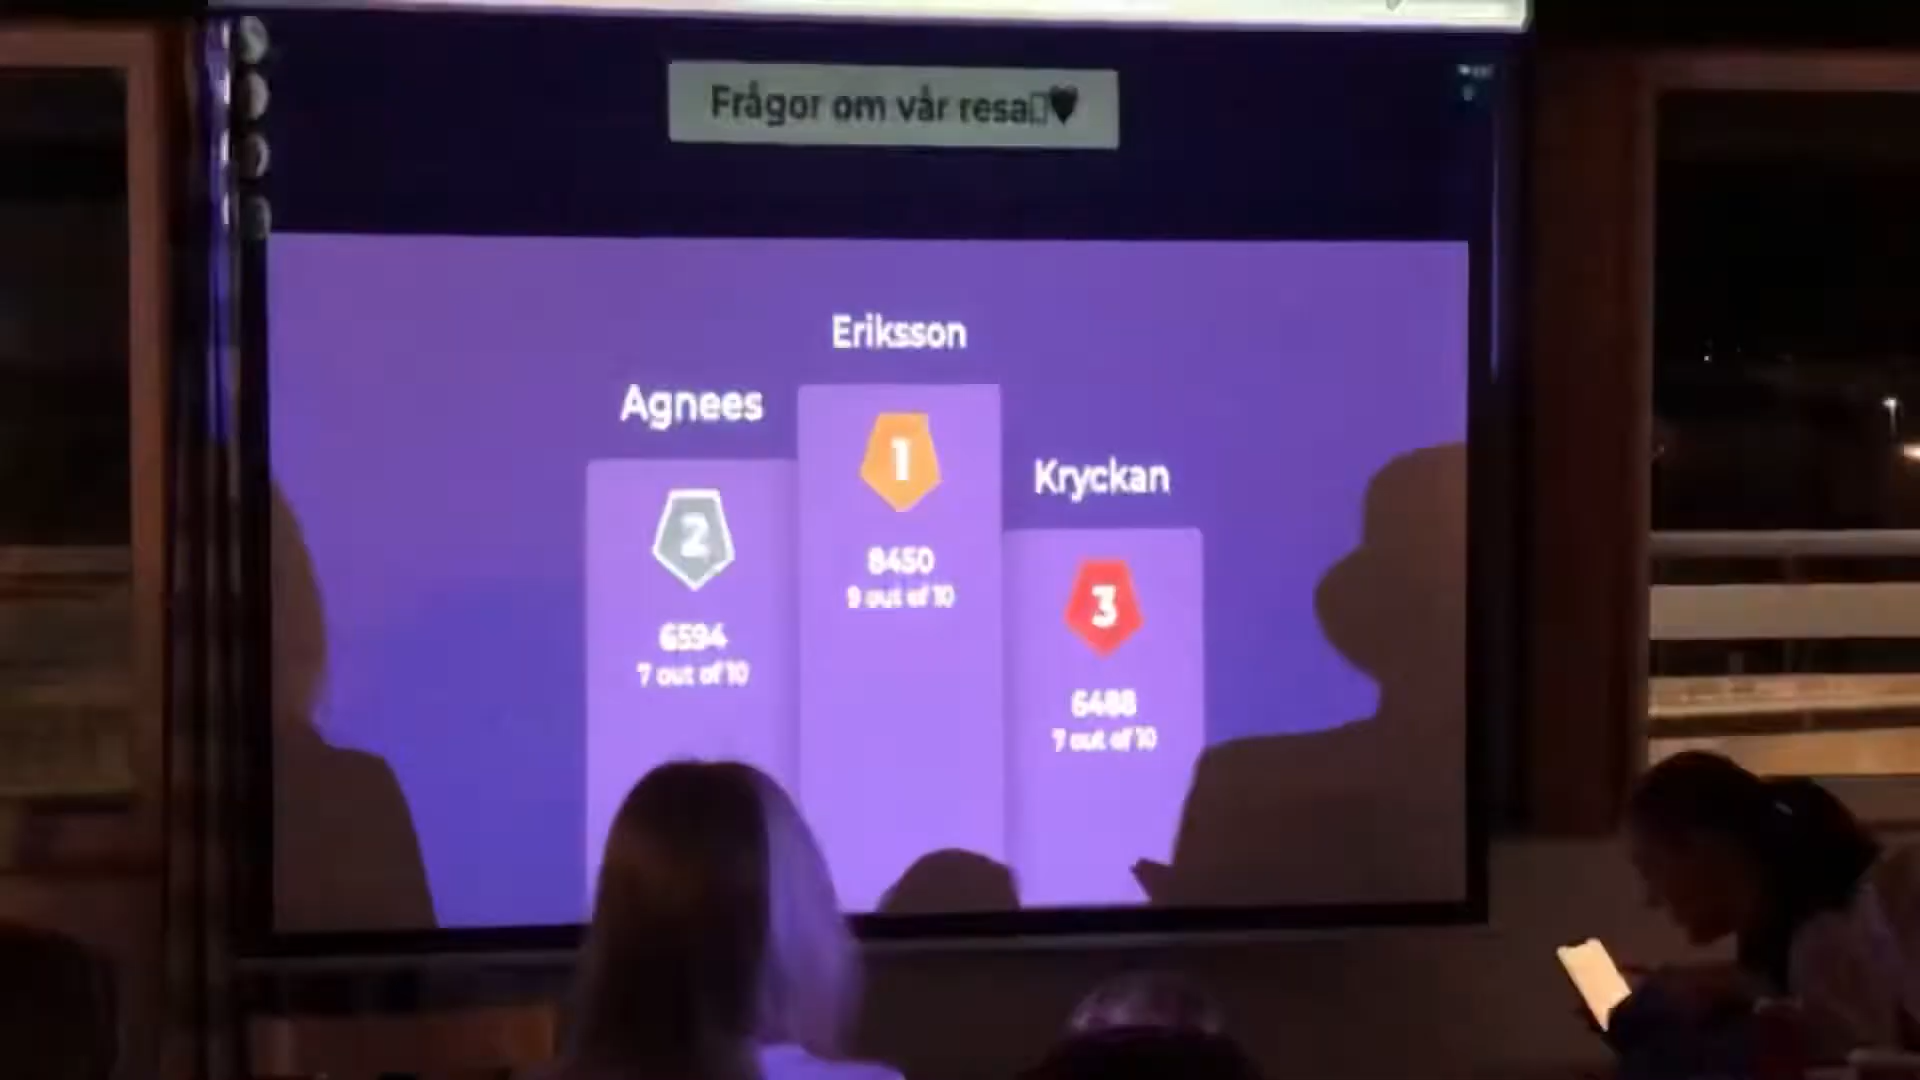 Frågor om vår resa♥
Eriksson
Agnees
Kryckan
1
2
3
8450
9 out of 10
6594
7 out of 10
6488
7 out of 10